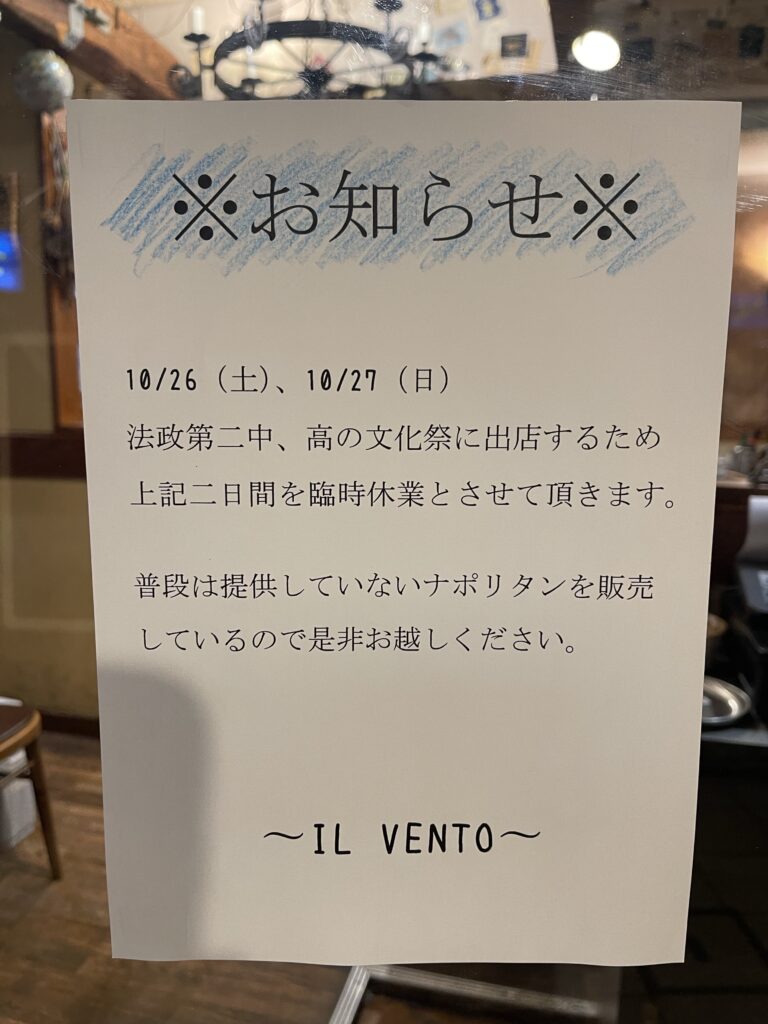 ※お知らせ※
10/26（土）、10/27（日）
法政第二中、高の文化祭に出店するため
上記二日間を臨時休業とさせて頂きます。
普段は提供していないナポリタンを販売
しているので是非お越しください。
〜IL VENTO〜